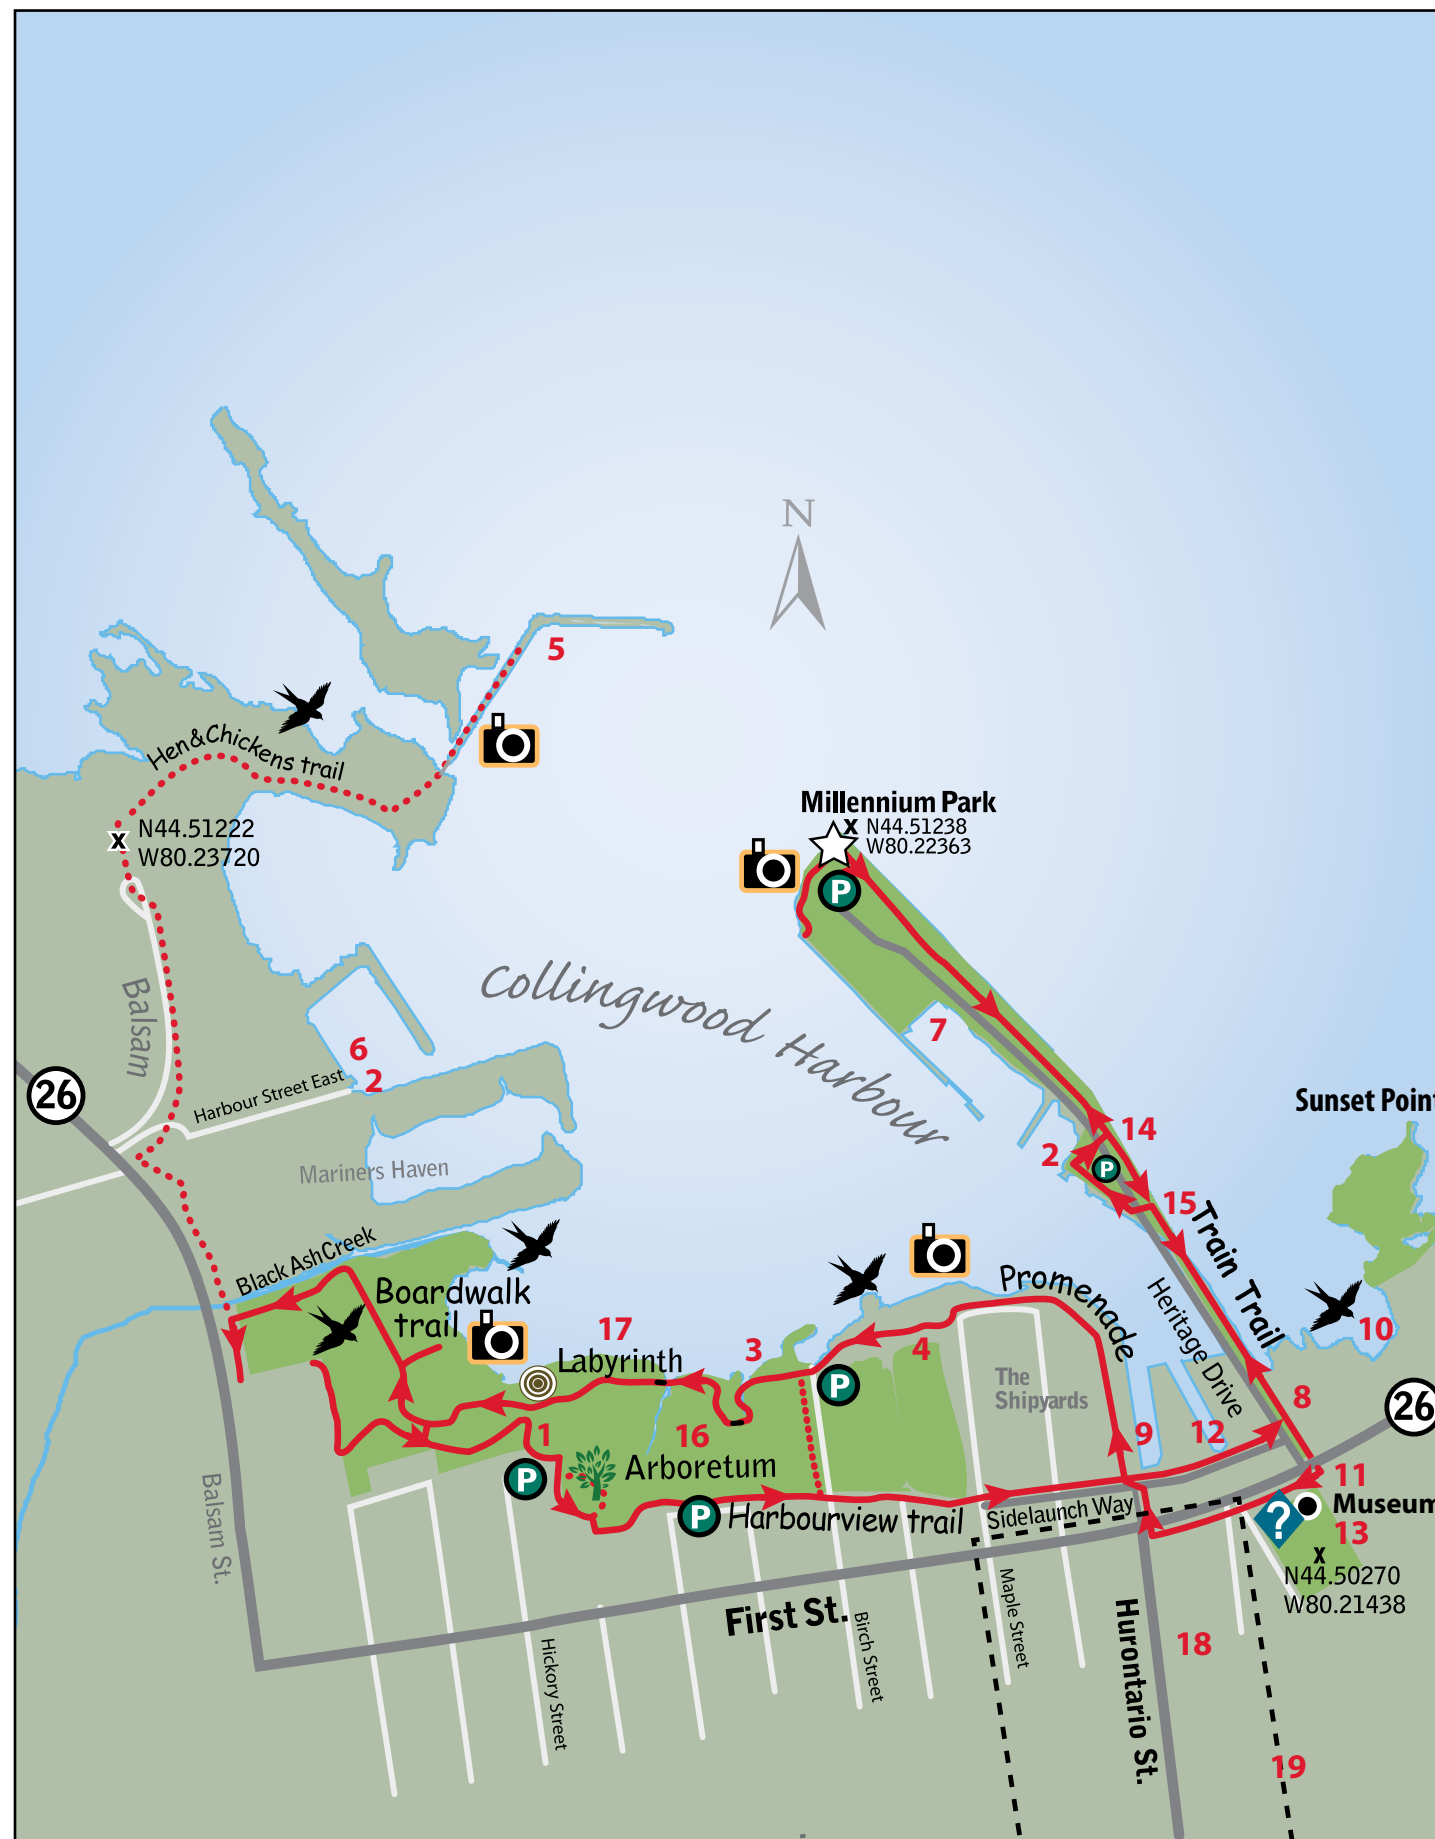 N
5
Hen&Chickens trail
N44.51222
W80.23720
Millennium Park
x N44.51238
W80.22363
x
P
Balsam
Collingwood Harbour
7
6
2
Harbour Street East
26
Sunset Point
14
2
P
15
Mariners Haven
Train Trail
Black AshCreek
Boardwalk
trail
Promenade
Heritage Drive
10
17
3
4
Labyrinth
P
The
Shipyards
8
26
1
16
9
12
Arboretum
P
11
P
Harbourview trail
Sidelaunch Way
?
Museum
13
x
N44.50270
W80.21438
Balsam St.
First St.
Maple Street
Birch Street
Hickory Street
Hurontario St.
18
19